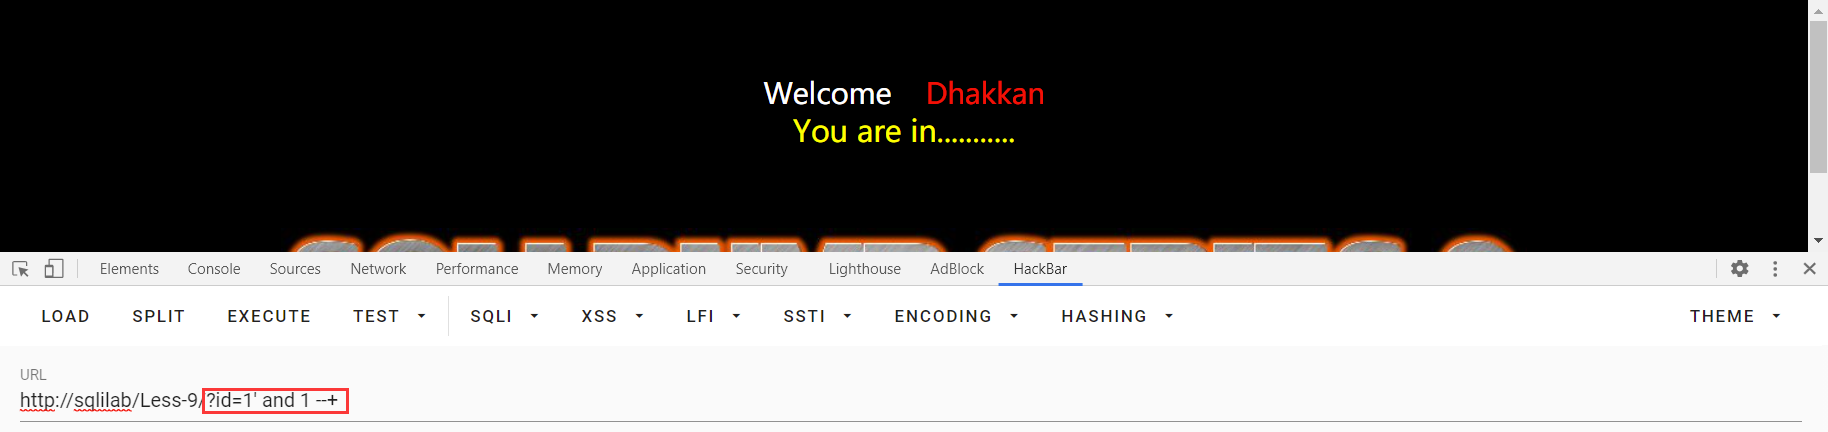 Welcome Dhakkan
You are in...........
Elements Console Sources Network Performance Memory Application Security Lighthouse AdBlock HackBar
LOAD SPLIT EXECUTE TEST SQLI XSS LFI SSTI ENCODING HASHING THEME
URL
http://sqlilab/Less-9/?id=1' and 1 --+